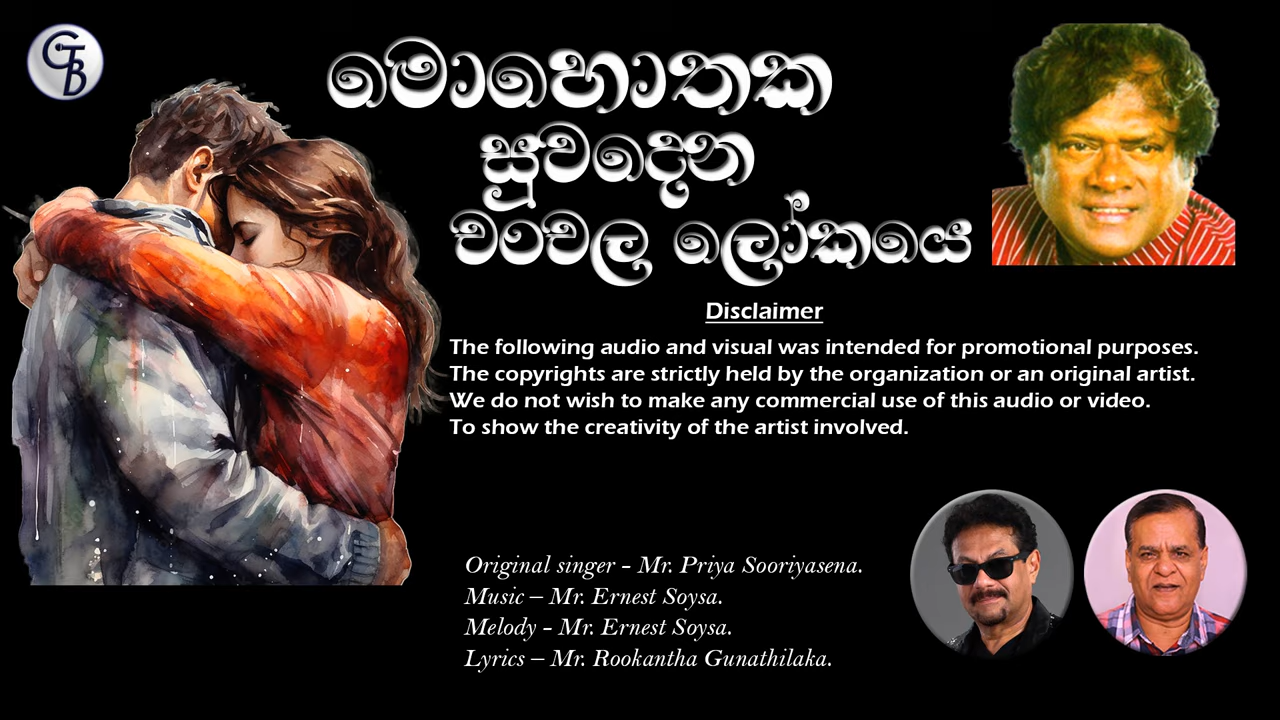 GTB
මොහොතක
සුවදෙන
චංචල ලෝකයෙ
Disclaimer
The following audio and visual was intended for promotional purposes.
The copyrights are strictly held by the organization or an original artist.
We do not wish to make any commercial use of this audio or video.
To show the creativity of the artist involved.
Original singer - Mr. Priya Sooriyasena.
Music – Mr. Ernest Soysa.
Melody - Mr. Ernest Soysa.
Lyrics – Mr. Rookantha Gunathilaka.